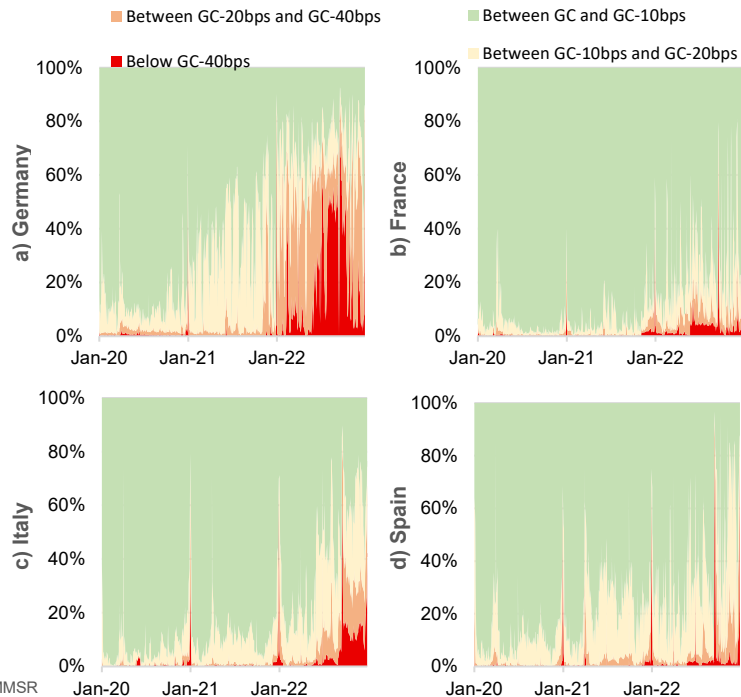 Between GC-20bps and GC-40bps
Between GC and GC-10bps
Below GC-40bps
Between GC-10bps and GC-20bps
a) Germany
100%
80%
60%
40%
20%
0%
Jan-20 Jan-21 Jan-22
b) France
100%
80%
60%
40%
20%
0%
Jan-20 Jan-21 Jan-22
c) Italy
100%
80%
60%
40%
20%
0%
Jan-20 Jan-21 Jan-22
d) Spain
100%
80%
60%
40%
20%
0%
Jan-20 Jan-21 Jan-22
MMSR